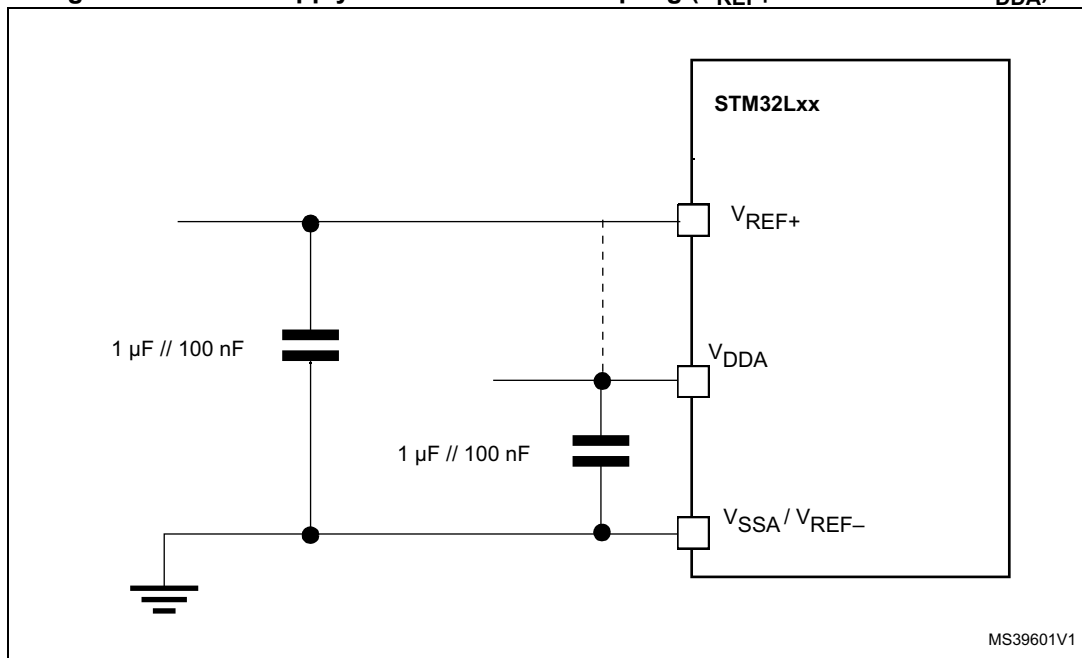 STM32Lxx
VREF+
1 µF // 100 nF
VDDA
1 µF // 100 nF
VSSA / VREF–
MS39601V1